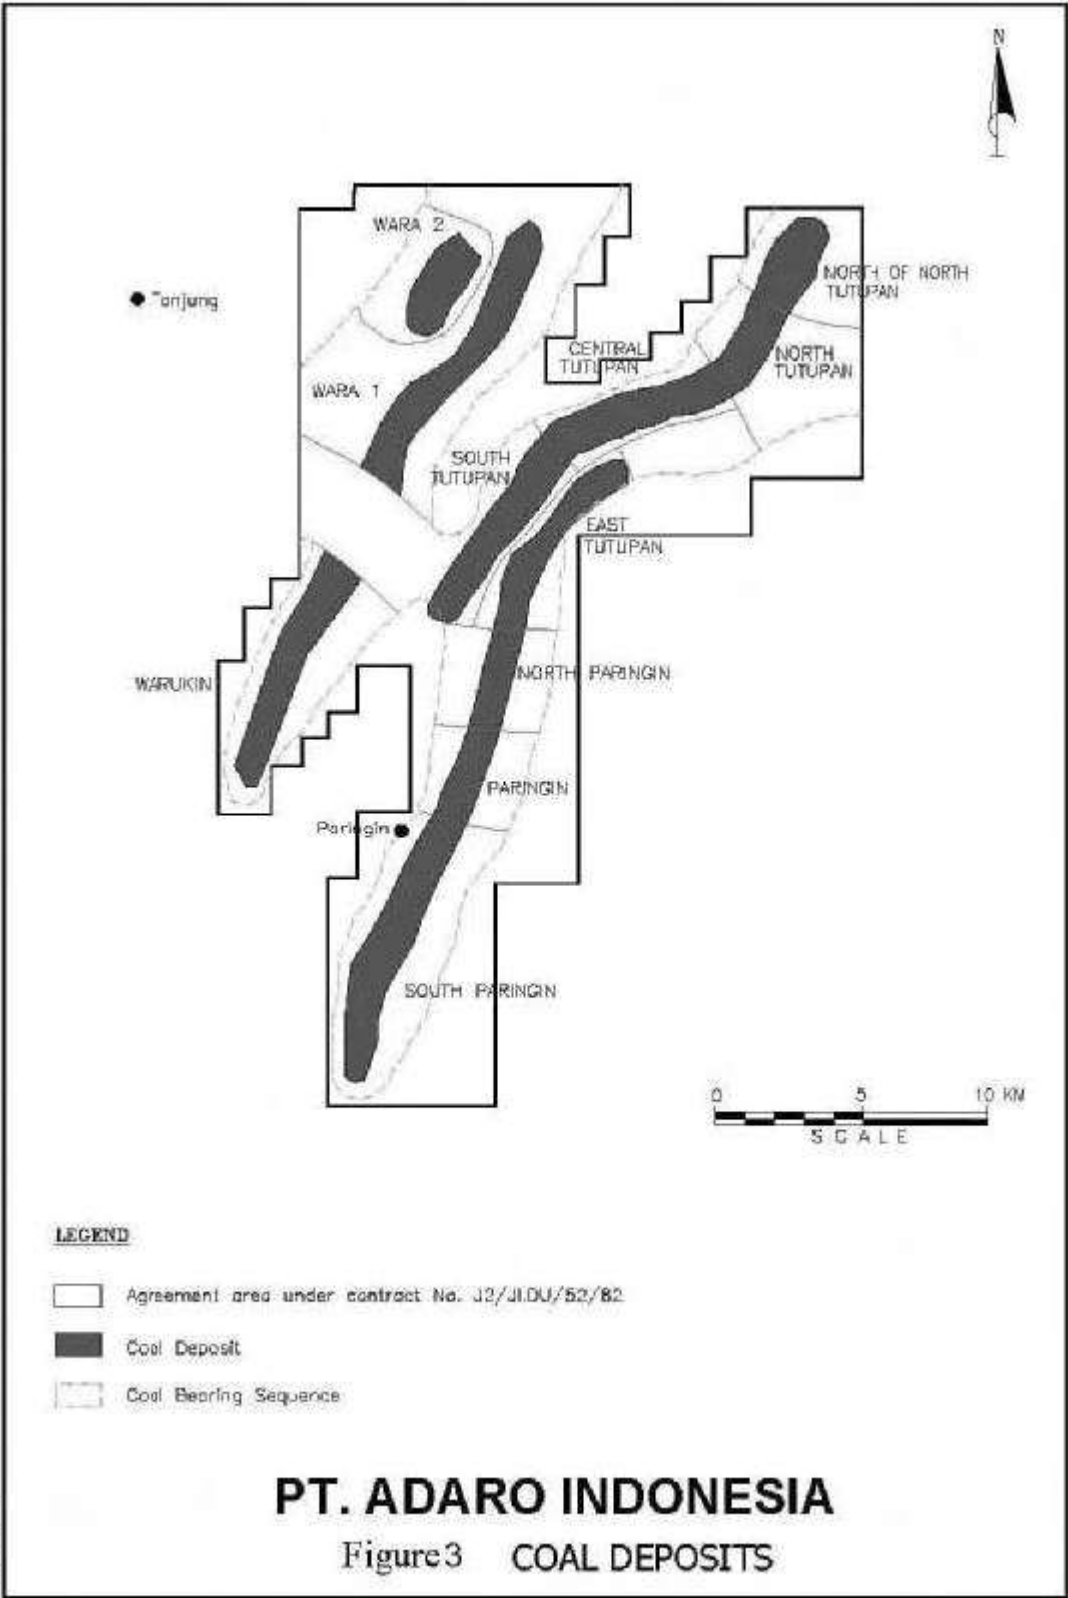 N
WARA 2
Tanjung
NORTH OF NORTH
TUTUPAN
CENTRAL
TUTUPAN
NORTH
TUTUPAN
WARA 1
SOUTH
TUTUPAN
EAST
TUTUPAN
NORTH PARINGIN
WARUKIN
PARINGIN
Paringin
SOUTH PARINGIN
0 5 10 KM
SCALE
LEGEND
Agreement area under contract No. J2/JI.DU/52/82
Coal Deposit
Coal Bearing Sequence
PT. ADARO INDONESIA
Figure 3 COAL DEPOSITS